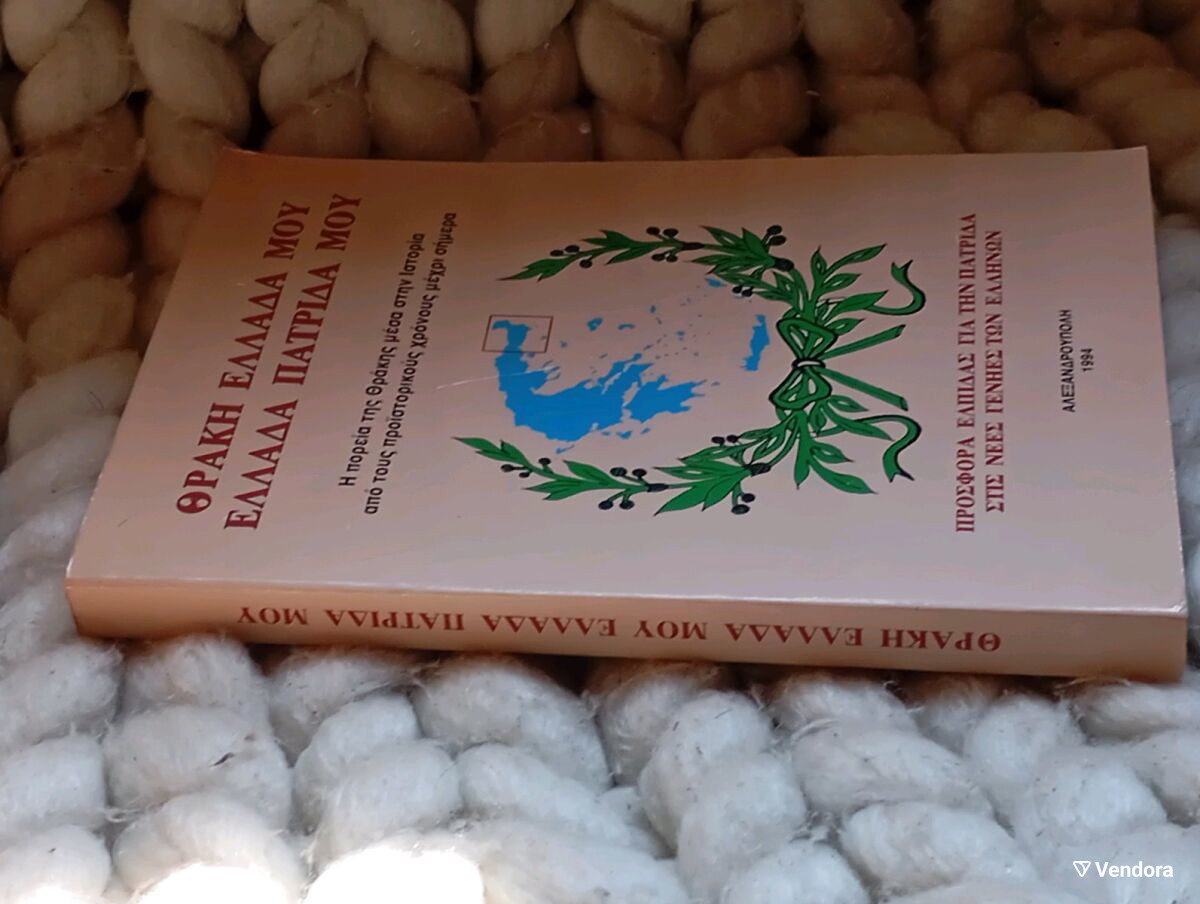 ΘΡΑΚΗ ΕΛΛΑΔΑ ΜΟΥ
ΕΛΛΑΔΑ ΠΑΤΡΙΔΑ ΜΟΥ
Η πορεία της Θράκης μέσα στην Ιστορία
από τους προϊστορικούς χρόνους μέχρι σήμερα
ΠΡΟΣΦΟΡΑ ΕΛΠΙΔΑΣ ΓΙΑ ΤΗΝ ΠΑΤΡΙΔΑ
ΣΤΙΣ ΝΕΕΣ ΓΕΝΗΕΣ ΤΩΝ ΕΛΛΗΝΩΝ
ΑΛΕΞΑΝΔΡΟΥΠΟΛΗ
1994
ΘΡΑΚΗ ΕΛΛΑΔΑ ΜΟΥ ΕΛΛΑΔΑ ΠΑΤΡΙΔΑ ΜΟΥ
Vendora